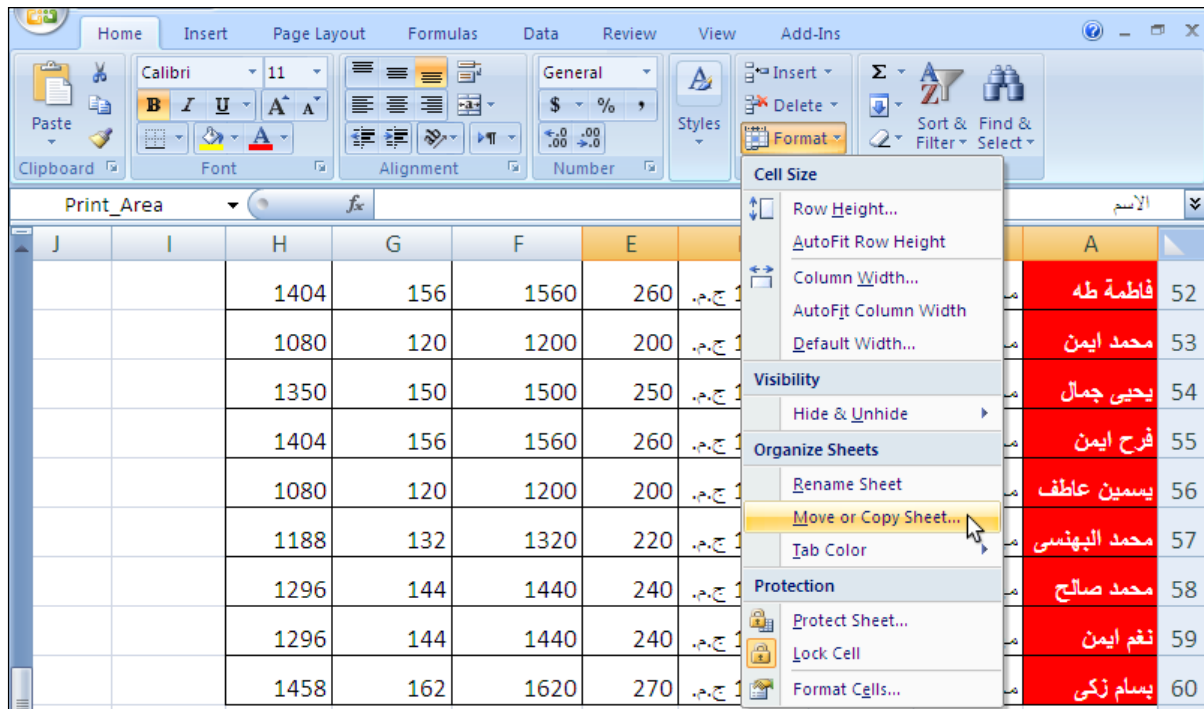 Home Insert Page Layout Formulas Data Review View Add-Ins
Calibri 11 General Insert Σ
B I U A A $ % , Delete
Paste Styles Format Sort & Filter Find & Select
Clipboard Font Alignment Number
Print_Area fx الاسم
Cell Size
Row Height...
AutoFit Row Height
Column Width...
AutoFit Column Width
Default Width...
Visibility
Hide & Unhide
Organize Sheets
Rename Sheet
Move or Copy Sheet...
Tab Color
Protection
Protect Sheet...
Lock Cell
Format Cells...
J I H G F E A
1404 156 1560 260 ج.م. فاطمة طه 52
1080 120 1200 200 ج.م. محمد ايمن 53
1350 150 1500 250 ج.م. يحيى جمال 54
1404 156 1560 260 ج.م. فرح ايمن 55
1080 120 1200 200 ج.م. يسمين عاطف 56
1188 132 1320 220 ج.م. محمد البهنسى 57
1296 144 1440 240 ج.م. محمد صالح 58
1296 144 1440 240 ج.م. نغم ايمن 59
1458 162 1620 270 ج.م. بسام زكى 60